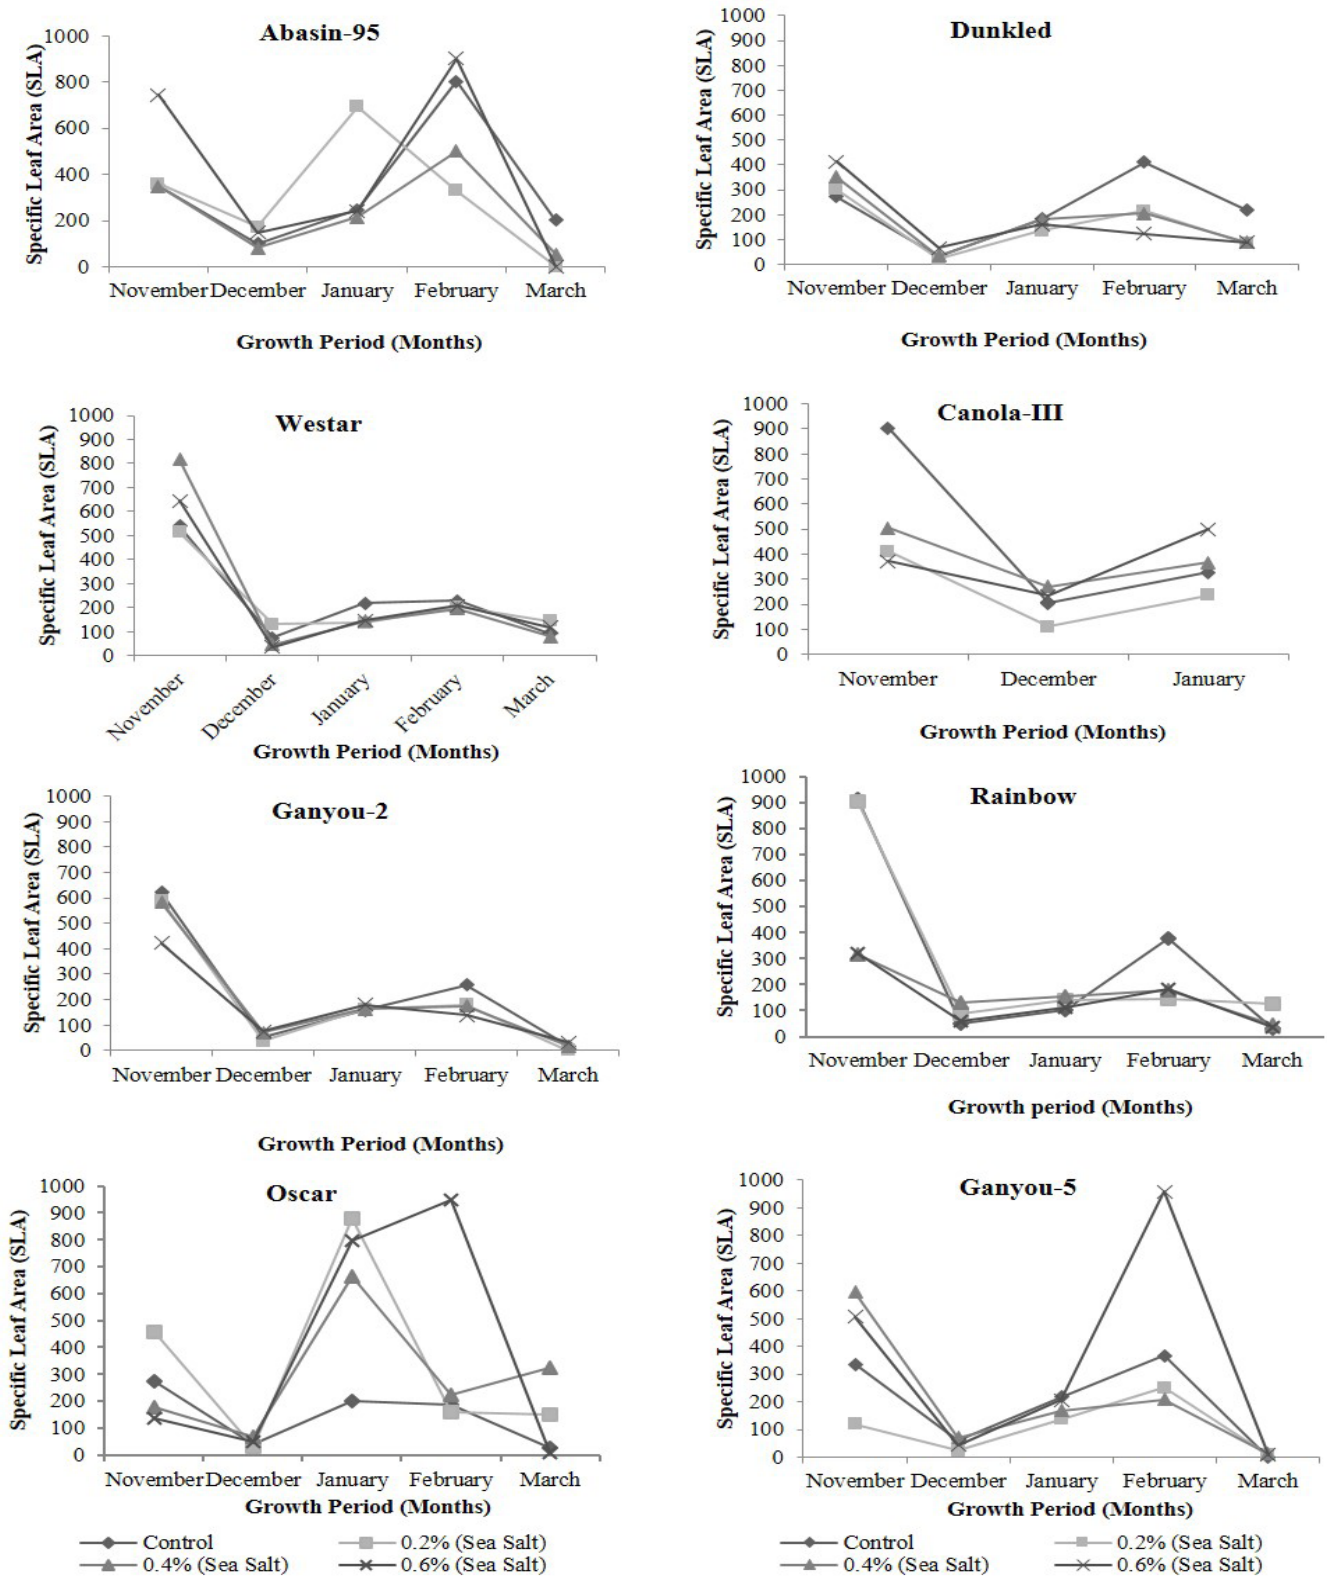 Abasin-95
Specific Leaf Area (SLA)
1000
800
600
400
200
0
November December January February March
Growth Period (Months)
Dunkled
Specific Leaf Area (SLA)
1000
900
800
700
600
500
400
300
200
100
0
November December January February March
Growth Period (Months)
Westar
Specific Leaf Area (SLA)
1000
900
800
700
600
500
400
300
200
100
0
November December January February March
Growth Period (Months)
Canola-III
Specific Leaf Area (SLA)
1000
900
800
700
600
500
400
300
200
100
0
November December January
Growth Period (Months)
Ganyou-2
Specific Leaf Area (SLA)
1000
900
800
700
600
500
400
300
200
100
0
November December January February March
Growth Period (Months)
Rainbow
Specific Leaf Area (SLA)
1000
900
800
700
600
500
400
300
200
100
0
November December January February March
Growth period (Months)
Oscar
Specific Leaf Area (SLA)
1000
900
800
700
600
500
400
300
200
100
0
November December January February March
Growth Period (Months)
Control 0.2% (Sea Salt)
0.4% (Sea Salt) 0.6% (Sea Salt)
Ganyou-5
Specific Leaf Area (SLA)
1000
900
800
700
600
500
400
300
200
100
0
November December January February March
Growth Period (Months)
Control 0.2% (Sea Salt)
0.4% (Sea Salt) 0.6% (Sea Salt)